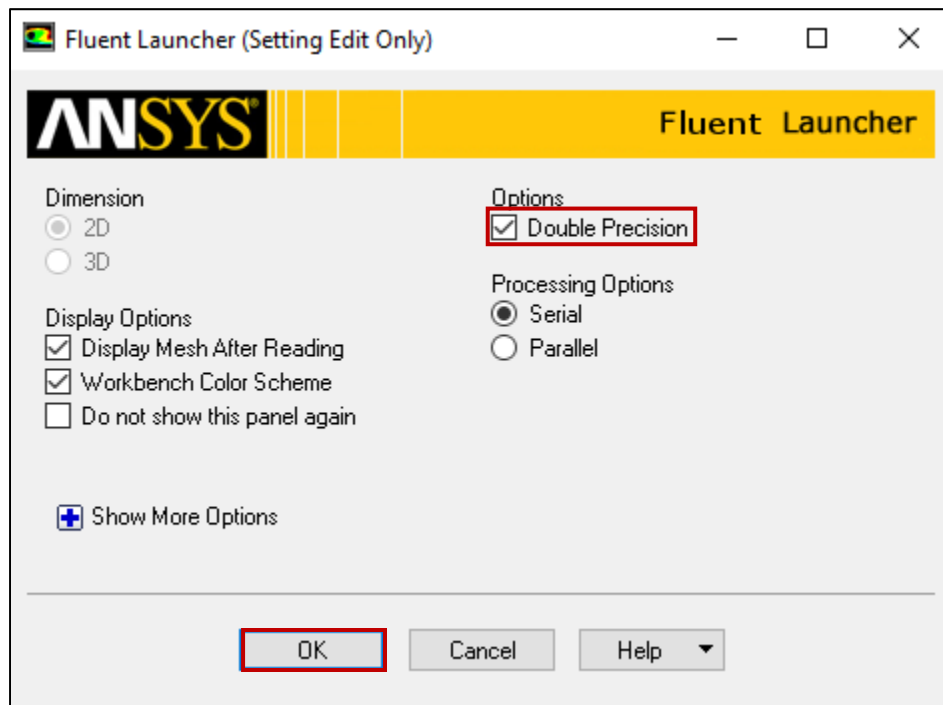 Fluent Launcher (Setting Edit Only)
ANSYS®
Fluent Launcher
Dimension
2D
3D
Display Options
Display Mesh After Reading
Workbench Color Scheme
Do not show this panel again
Options
Double Precision
Processing Options
Serial
Parallel
Show More Options
OK Cancel Help